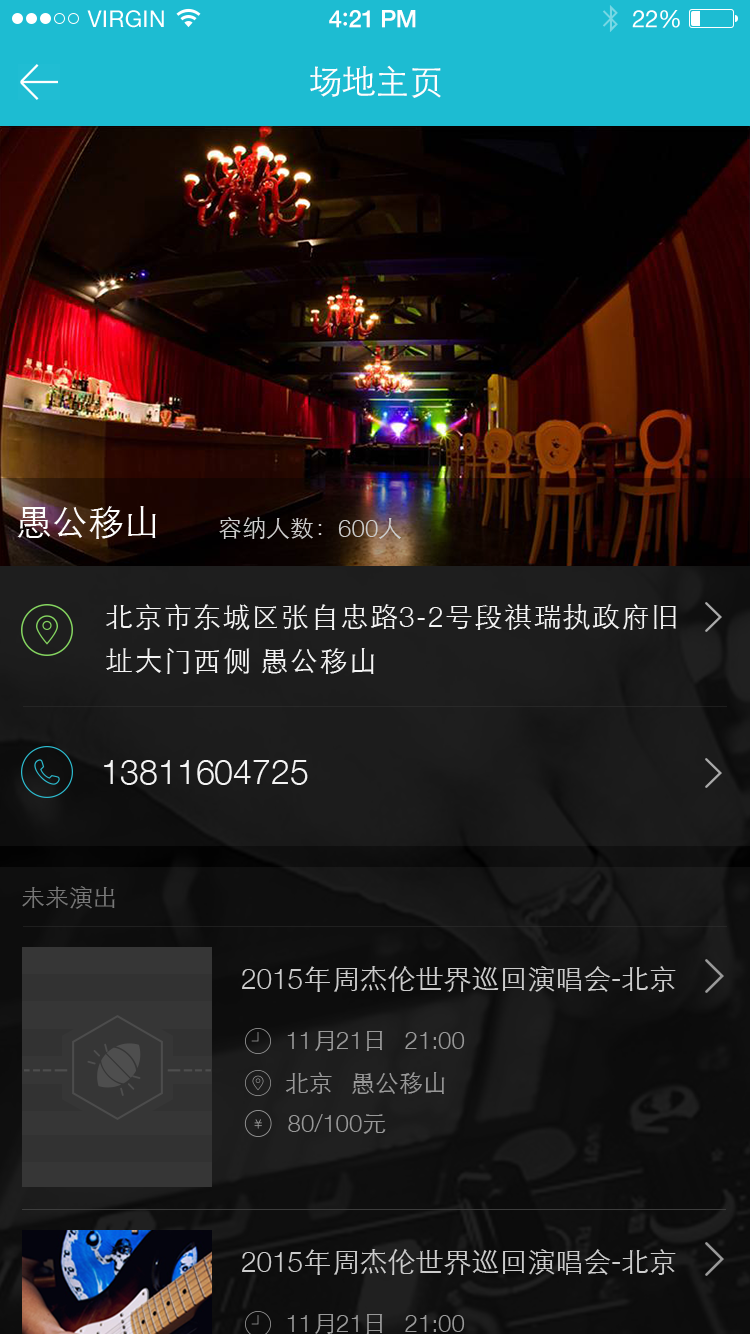 VIRGIN 4:21 PM 22%
场地主页
愚公移山 容纳人数：600人
北京市东城区张自忠路3-2号段祺瑞执政府旧
址大门西侧 愚公移山
13811604725
未来演出
2015年周杰伦世界巡回演唱会-北京
11月21日 21:00
北京 愚公移山
¥ 80/100元
2015年周杰伦世界巡回演唱会-北京
11月21日 21:00